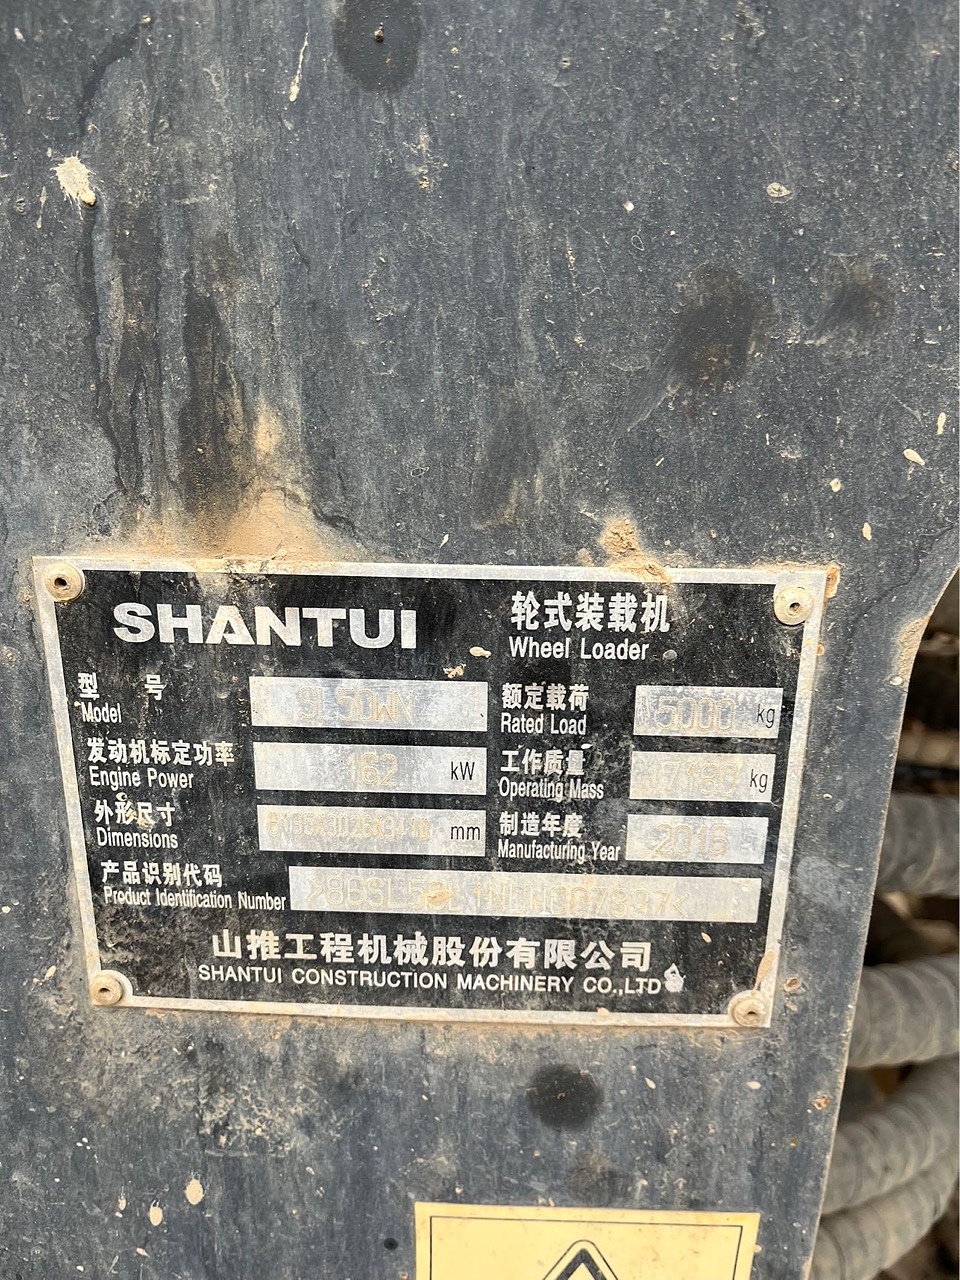 SHANTUI
轮式装载机
Wheel Loader
型 号
Model
SL50WN
额定载荷
Rated Load
5000 kg
发动机标定功率
Engine Power
162 kW
工作质量
Operating Mass
kg
外形尺寸
Dimensions
mm
制造年度
Manufacturing Year
产品识别代码
Product Identification Number
山推工程机械股份有限公司
SHANTUI CONSTRUCTION MACHINERY CO.,LTD